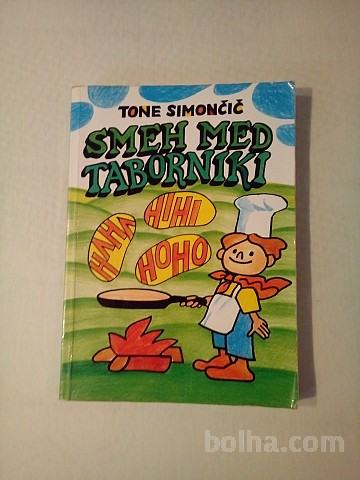 TONE SIMONČIČ
SMEH MED
TABORNIKI
HAHA
HIHI
HOHO
bolha.com